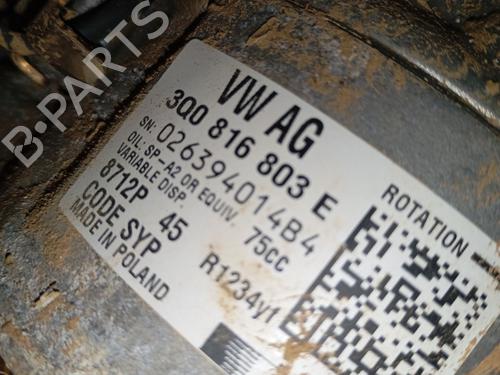 B-PARTS
VW AG
3Q0 816 803 E
SN: 026394014B4
OIL: SP-A2 OR EQUIV. 75cc
VARIABLE DISP.
8712P 45
CODE SYP
MADE IN POLAND
R1234yf
ROTATION